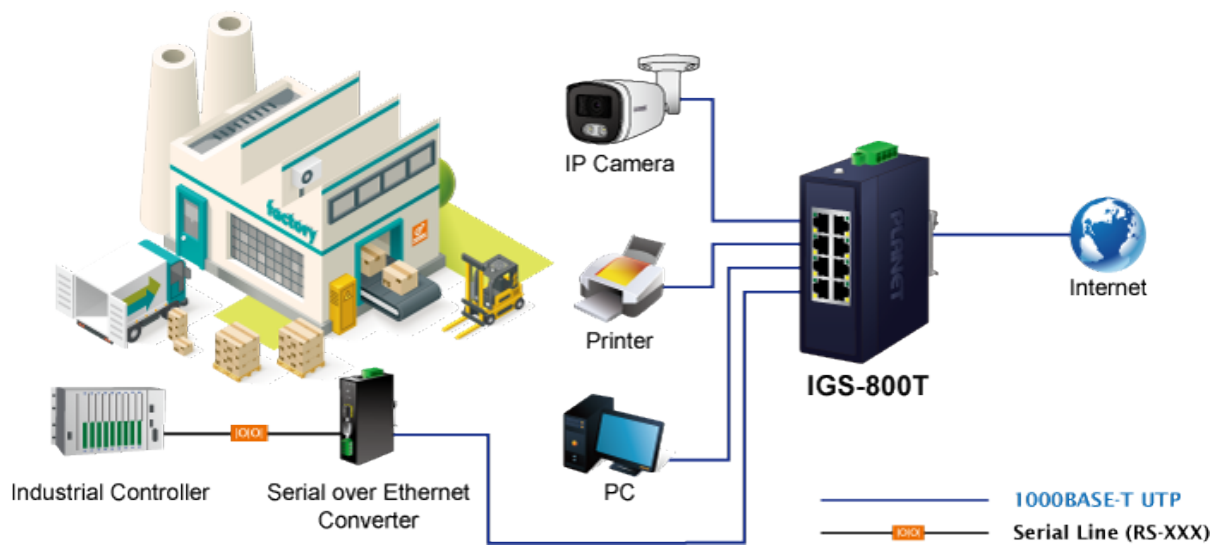 factory
IP Camera
PLANET
Internet
Printer
IGS-800T
Industrial Controller
|O|O|
Serial over Ethernet
Converter
PC
1000BASE-T UTP
|O|O|
Serial Line (RS-XXX)